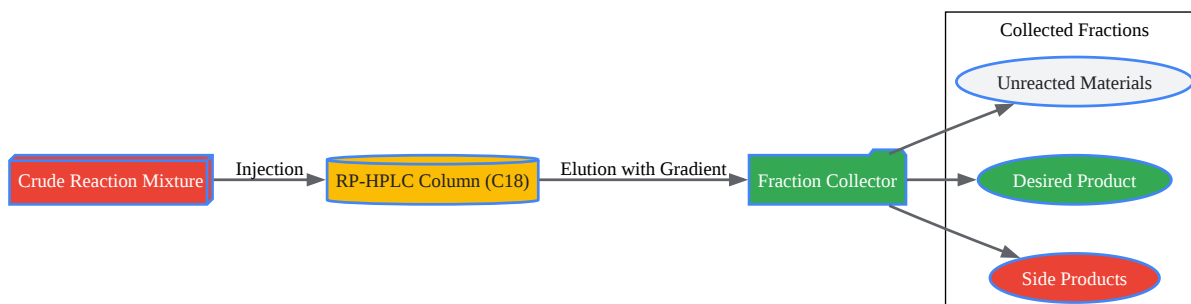 Collected Fractions
Unreacted Materials
Crude Reaction Mixture
Injection
RP-HPLC Column (C18)
Elution with Gradient
Fraction Collector
Desired Product
Side Products